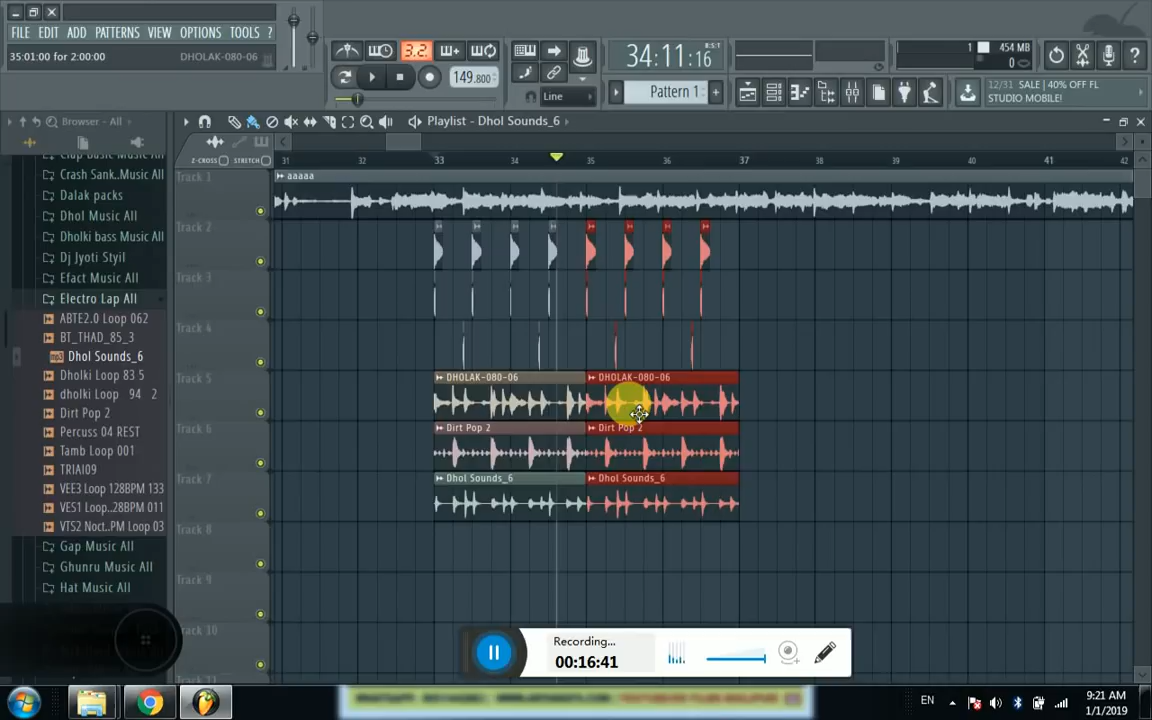 FILE EDIT ADD PATTERNS VIEW OPTIONS TOOLS ?
35:01:00 for 2:00:00 DHOLAK-080-06
3.2.
149.800
34:11:16
B:S:T
Line
Pattern 1
1
454 MB
0
12/31 SALE | 40% OFF FL
STUDIO MOBILE!
Browser - All
Playlist - Dhol Sounds_6
Z-CROSS STRETCH
31 32 33 34 35 36 37 38 39 40 41 42
Clap Basic Music All
Crash Sank..Music All
Dalak packs
Dhol Music All
Dholki bass Music All
Dj Jyoti Styil
Efact Music All
Electro Lap All
ABTE2.0 Loop 062
BT_THAD_85_3
mp3 Dhol Sounds_6
Dholki Loop 83 5
dholki Loop 94 2
Dirt Pop 2
Percuss 04 REST
Tamb Loop 001
TRIAI09
VEE3 Loop 128BPM 133
VES1 Loop..28BPM 011
VTS2 Noct..PM Loop 03
Gap Music All
Ghunru Music All
Hat Music All
Track 1
aaaaa
Track 2
Track 3
Track 4
Track 5
DHOLAK-080-06 DHOLAK-080-06
Track 6
Dirt Pop 2 Dirt Pop 2
Track 7
Dhol Sounds_6 Dhol Sounds_6
Track 8
Track 9
Track 10
Recording...
00:16:41
EN
9:21 AM
1/1/2019